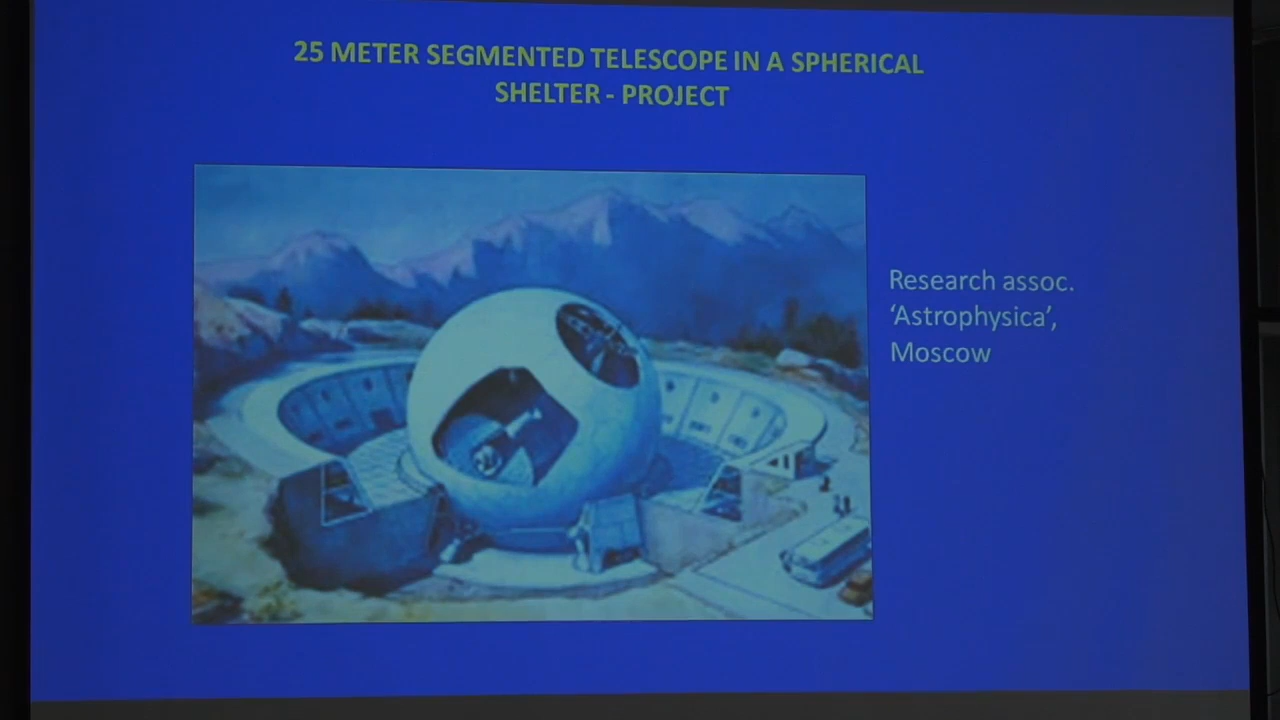 25 METER SEGMENTED TELESCOPE IN A SPHERICAL
SHELTER - PROJECT
Research assoc.
‘Astrophysica’,
Moscow